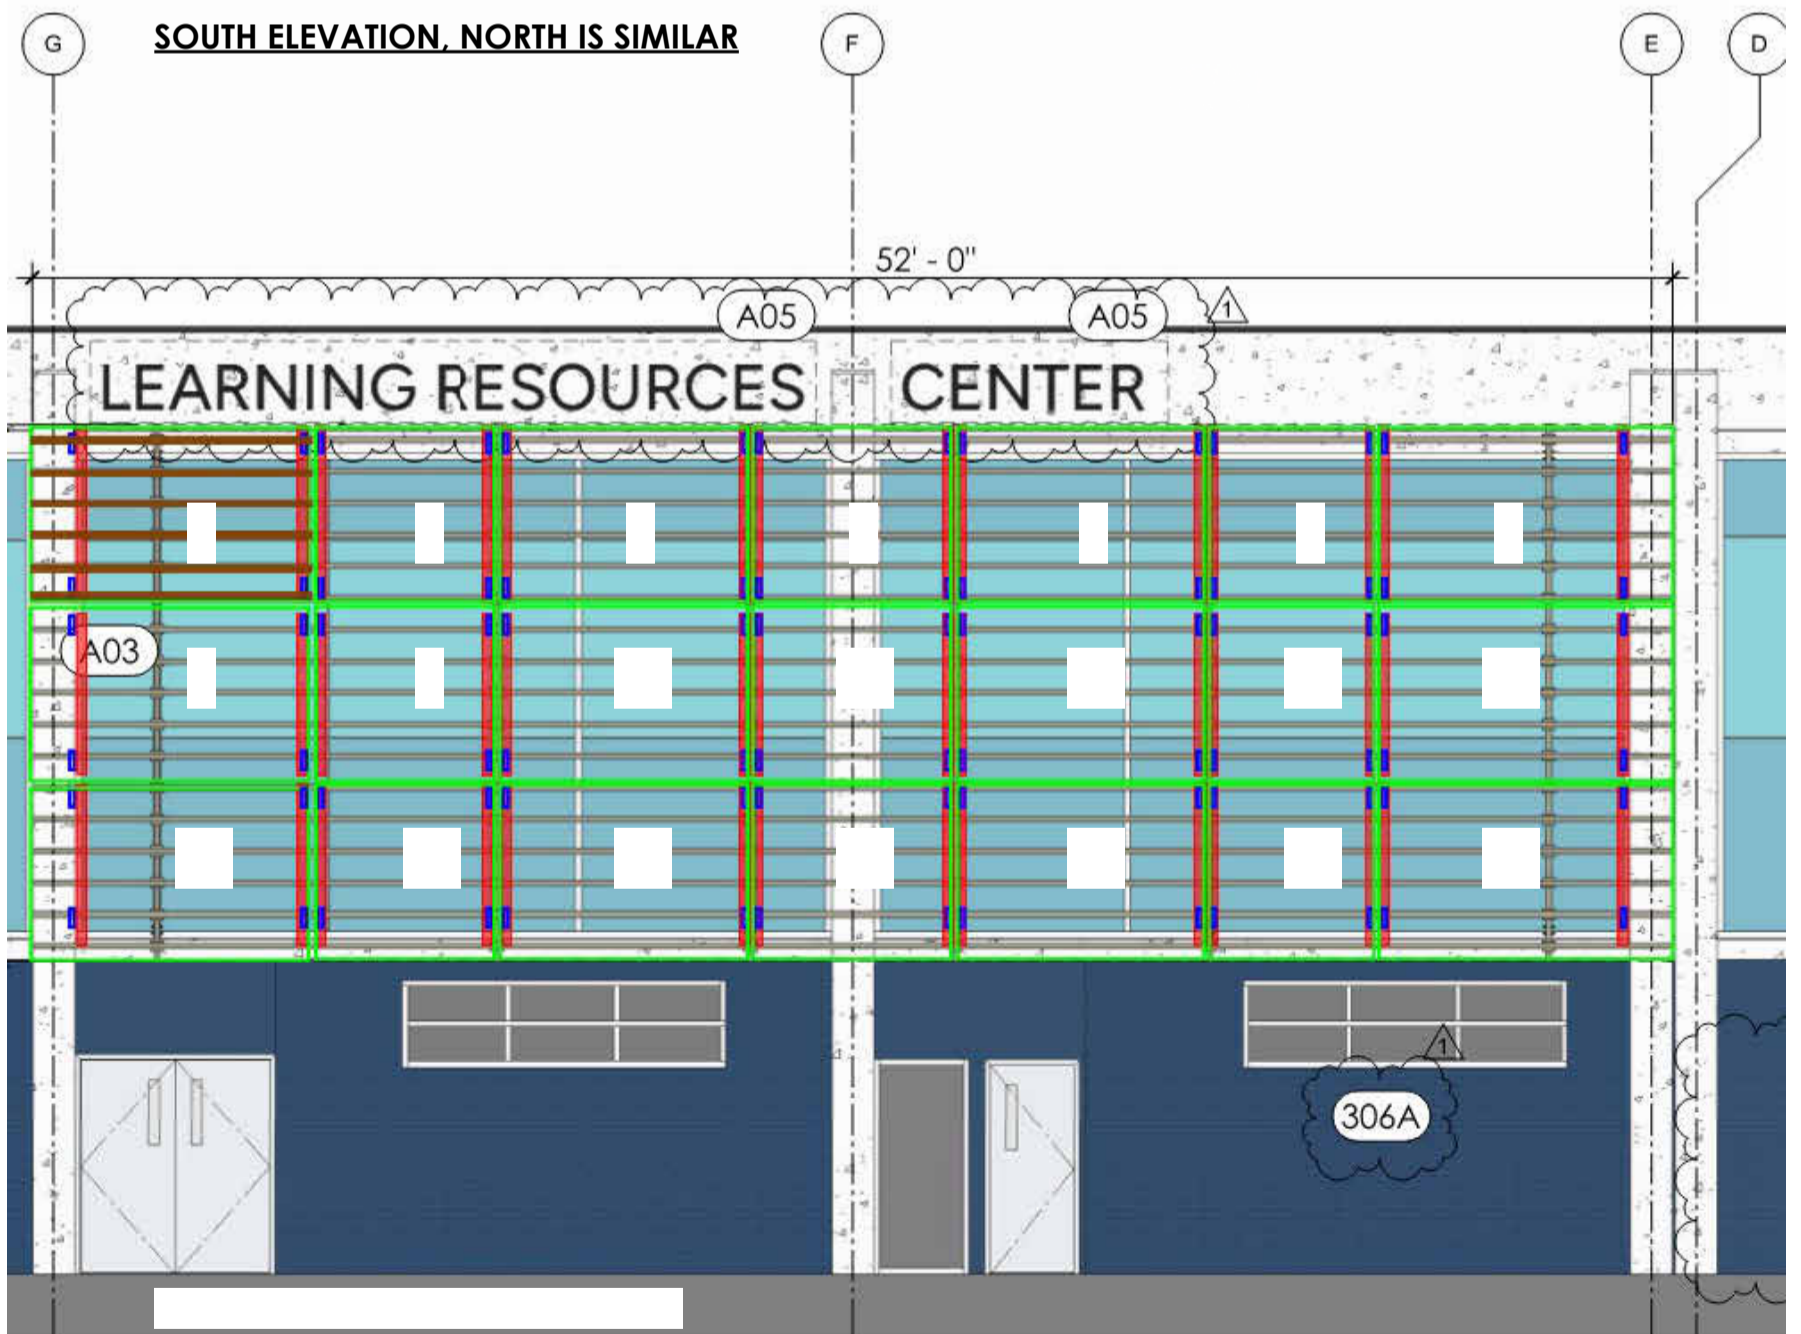 G
SOUTH ELEVATION, NORTH IS SIMILAR
F
E
D
52' - 0"
A05
A05
1
LEARNING RESOURCES CENTER
A03
1
306A